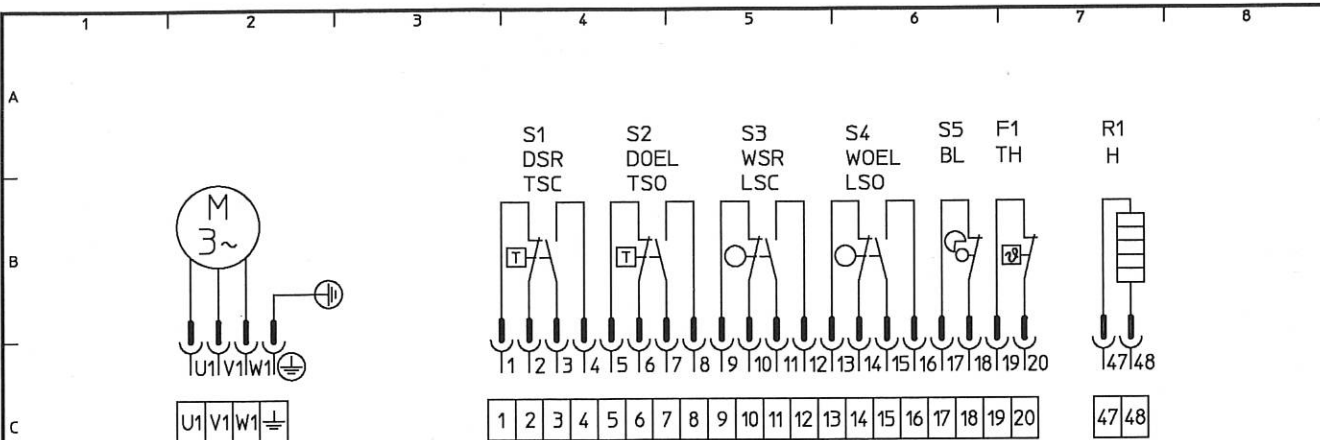 1 2 3 4 5 6 7 8
A
S1 S2 S3 S4 S5 F1 R1
DSR DOEL WSR WOEL BL TH H
TSC TSO LSC LSO
M
3~
B
T T ϑ
U1 V1 W1 1 2 3 4 5 6 7 8 9 10 11 12 13 14 15 16 17 18 19 20 47 48
C
U1 V1 W1 1 2 3 4 5 6 7 8 9 10 11 12 13 14 15 16 17 18 19 20 47 48